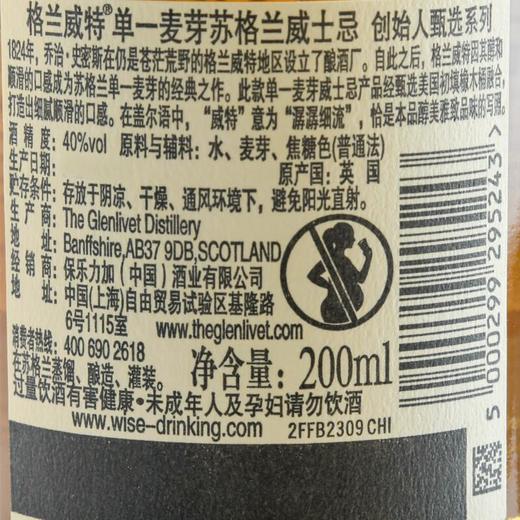 格兰威特®单一麦芽苏格兰威士忌 创始人甄选系列
1824年，乔治·史密斯在仍是苍茫荒野的格兰威特地区设立了酿酒厂。自此之后，格兰威特因其醇和
顺滑的口感成为苏格兰单一麦芽的经典之作。此款单一麦芽威士忌产品经甄选美国初填橡木桶融合，
打造出细腻顺滑的口感。在盖尔语中，“威特”意为“潺潺细流”，恰是本品醇美雅致品味的写照。
酒精度：40%vol 原料与辅料：水、麦芽、焦糖色(普通法)
生产日期： 原产国：英国
贮存条件：存放于阴凉、干燥、通风环境下，避免阳光直射。
生产商：The Glenlivet Distillery
地址：Banffshire,AB37 9DB,SCOTLAND
经销商：保乐力加（中国）酒业有限公司
地址：中国(上海)自由贸易试验区基隆路
6号1115室
www.theglenlivet.com
消费者热线：400 690 2618
在苏格兰蒸馏、酿造、灌装。
净含量：200ml
过量饮酒有害健康·未成年人及孕妇请勿饮酒
www.wise-drinking.com
2FFB2309 CHI
5 000299 295243 >